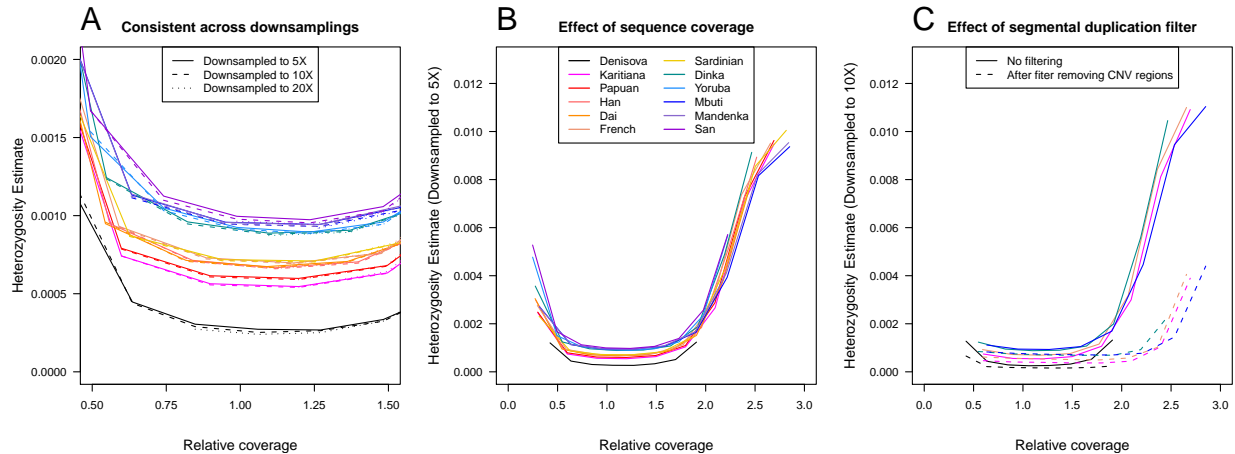 A
Consistent across downsamplings
Heterozygosity Estimate
0.0020
0.0015
0.0010
0.0005
0.0000
Downsampled to 5X
Downsampled to 10X
Downsampled to 20X
0.50
0.75
1.00
1.25
1.50
Relative coverage
B
Effect of sequence coverage
Heterozygosity Estimate (Downsampled to 5X)
0.012
0.010
0.008
0.006
0.004
0.002
0.000
Denisova
Karitiana
Papuan
Han
Dai
French
Sardinian
Dinka
Yoruba
Mbuti
Mandenka
San
0.0
0.5
1.0
1.5
2.0
2.5
3.0
Relative coverage
C
Effect of segmental duplication filter
Heterozygosity Estimate (Downsampled to 10X)
0.012
0.010
0.008
0.006
0.004
0.002
0.000
No filtering
After fiter removing CNV regions
0.0
0.5
1.0
1.5
2.0
2.5
3.0
Relative coverage